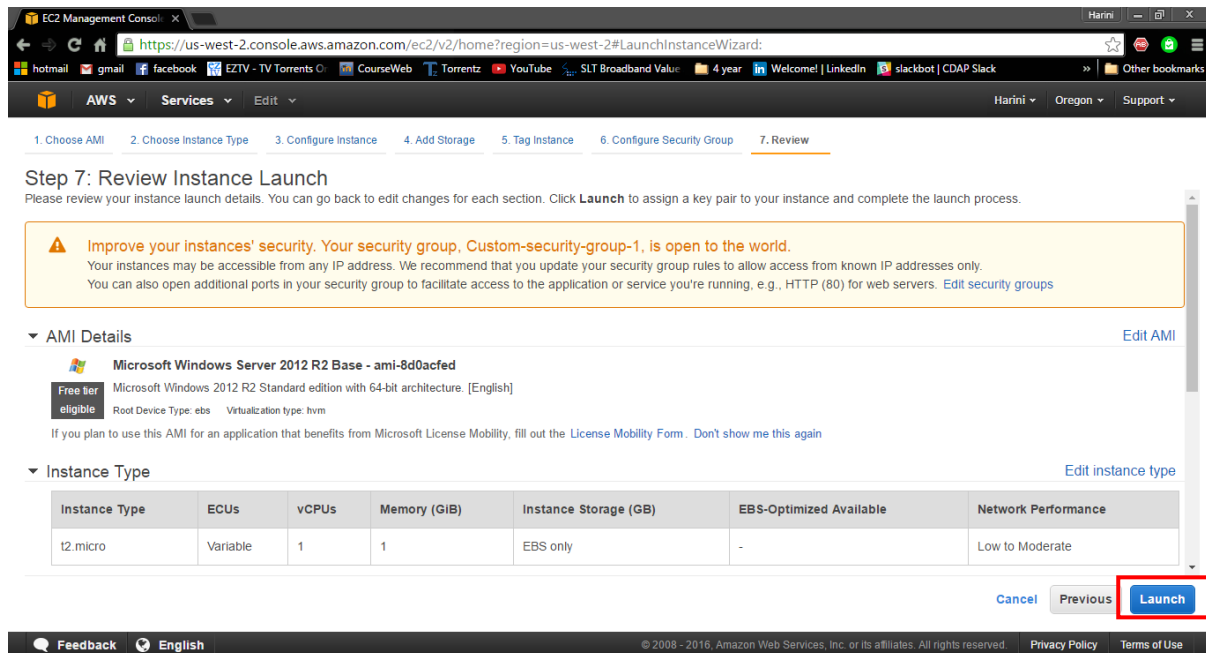 EC2 Management Consol
Harini
https://us-west-2.console.aws.amazon.com/ec2/v2/home?region=us-west-2#LaunchInstanceWizard:
hotmail gmail facebook EZTV - TV Torrents O CourseWeb Torrentz YouTube SLT Broadband Value 4 year Welcome! | LinkedIn slackbot | CDAP Slack » Other bookmarks
AWS Services Edit Harini Oregon Support
1. Choose AMI 2. Choose Instance Type 3. Configure Instance 4. Add Storage 5. Tag Instance 6. Configure Security Group 7. Review
Step 7: Review Instance Launch
Please review your instance launch details. You can go back to edit changes for each section. Click Launch to assign a key pair to your instance and complete the launch process.
Improve your instances' security. Your security group, Custom-security-group-1, is open to the world.
Your instances may be accessible from any IP address. We recommend that you update your security group rules to allow access from known IP addresses only.
You can also open additional ports in your security group to facilitate access to the application or service you're running, e.g., HTTP (80) for web servers. Edit security groups
AMI Details Edit AMI
Microsoft Windows Server 2012 R2 Base - ami-8d0acfed
Free tier eligible
Microsoft Windows 2012 R2 Standard edition with 64-bit architecture. [English]
Root Device Type: ebs Virtualization type: hvm
If you plan to use this AMI for an application that benefits from Microsoft License Mobility, fill out the License Mobility Form. Don't show me this again
Instance Type Edit instance type
Instance Type ECUs vCPUs Memory (GiB) Instance Storage (GB) EBS-Optimized Available Network Performance
t2.micro Variable 1 1 EBS only - Low to Moderate
Cancel Previous Launch
Feedback English © 2008 - 2016, Amazon Web Services, Inc. or its affiliates. All rights reserved. Privacy Policy Terms of Use